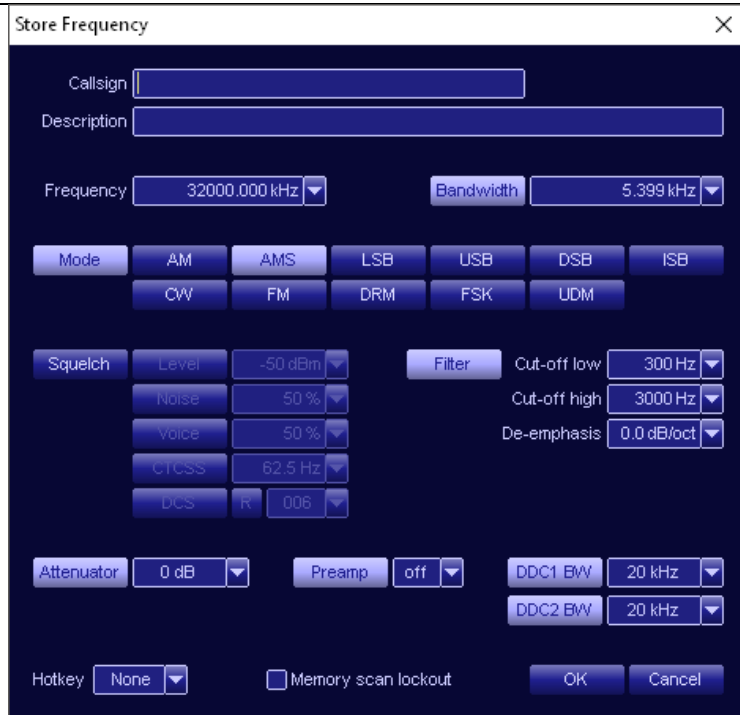 Store Frequency
Callsign
Description
Frequency 32000.000 kHz Bandwidth 5.399 kHz
Mode AM AMS LSB USB DSB ISB
CW FM DRM FSK UDM
Squelch Level -50 dBm Filter Cut-off low 300 Hz
Noise 50 % Cut-off high 3000 Hz
Voice 50 % De-emphasis 0.0 dB/oct
CTCSS 62.5 Hz
DCS R 006
Attenuator 0 dB Preamp off DDC1 BW 20 kHz
DDC2 BW 20 kHz
Hotkey None Memory scan lockout OK Cancel